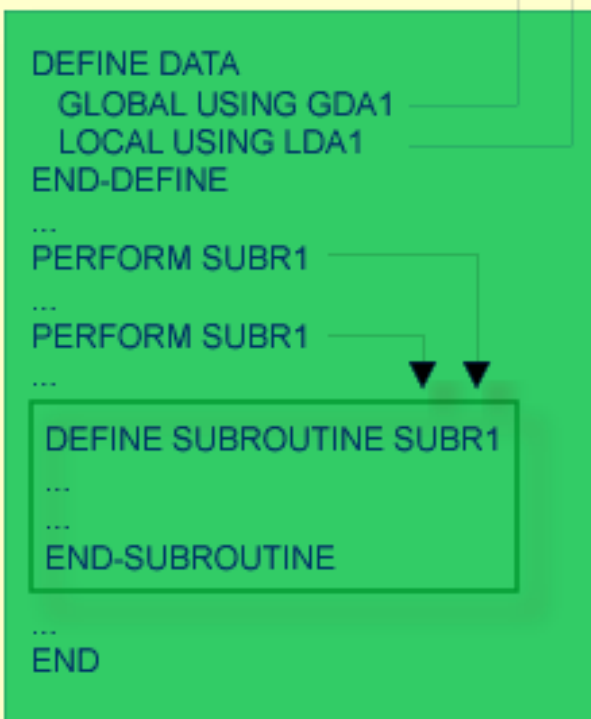 DEFINE DATA
GLOBAL USING GDA1
LOCAL USING LDA1
END-DEFINE
...
PERFORM SUBR1
...
PERFORM SUBR1
...
DEFINE SUBROUTINE SUBR1
...
...
END-SUBROUTINE
...
END